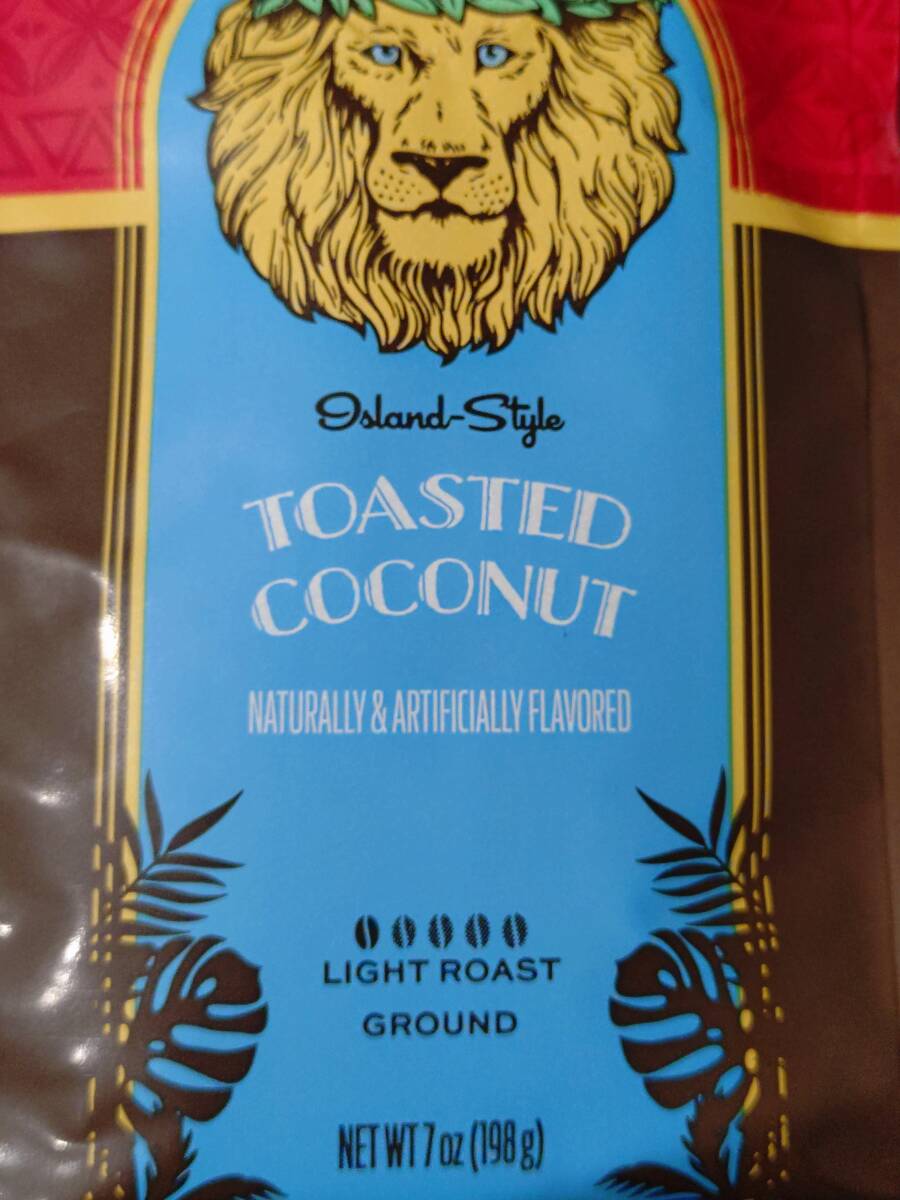 Island-Style
TOASTED
COCONUT
NATURALLY & ARTIFICIALLY FLAVORED
LIGHT ROAST
GROUND
NET WT 7 oz (198 g)